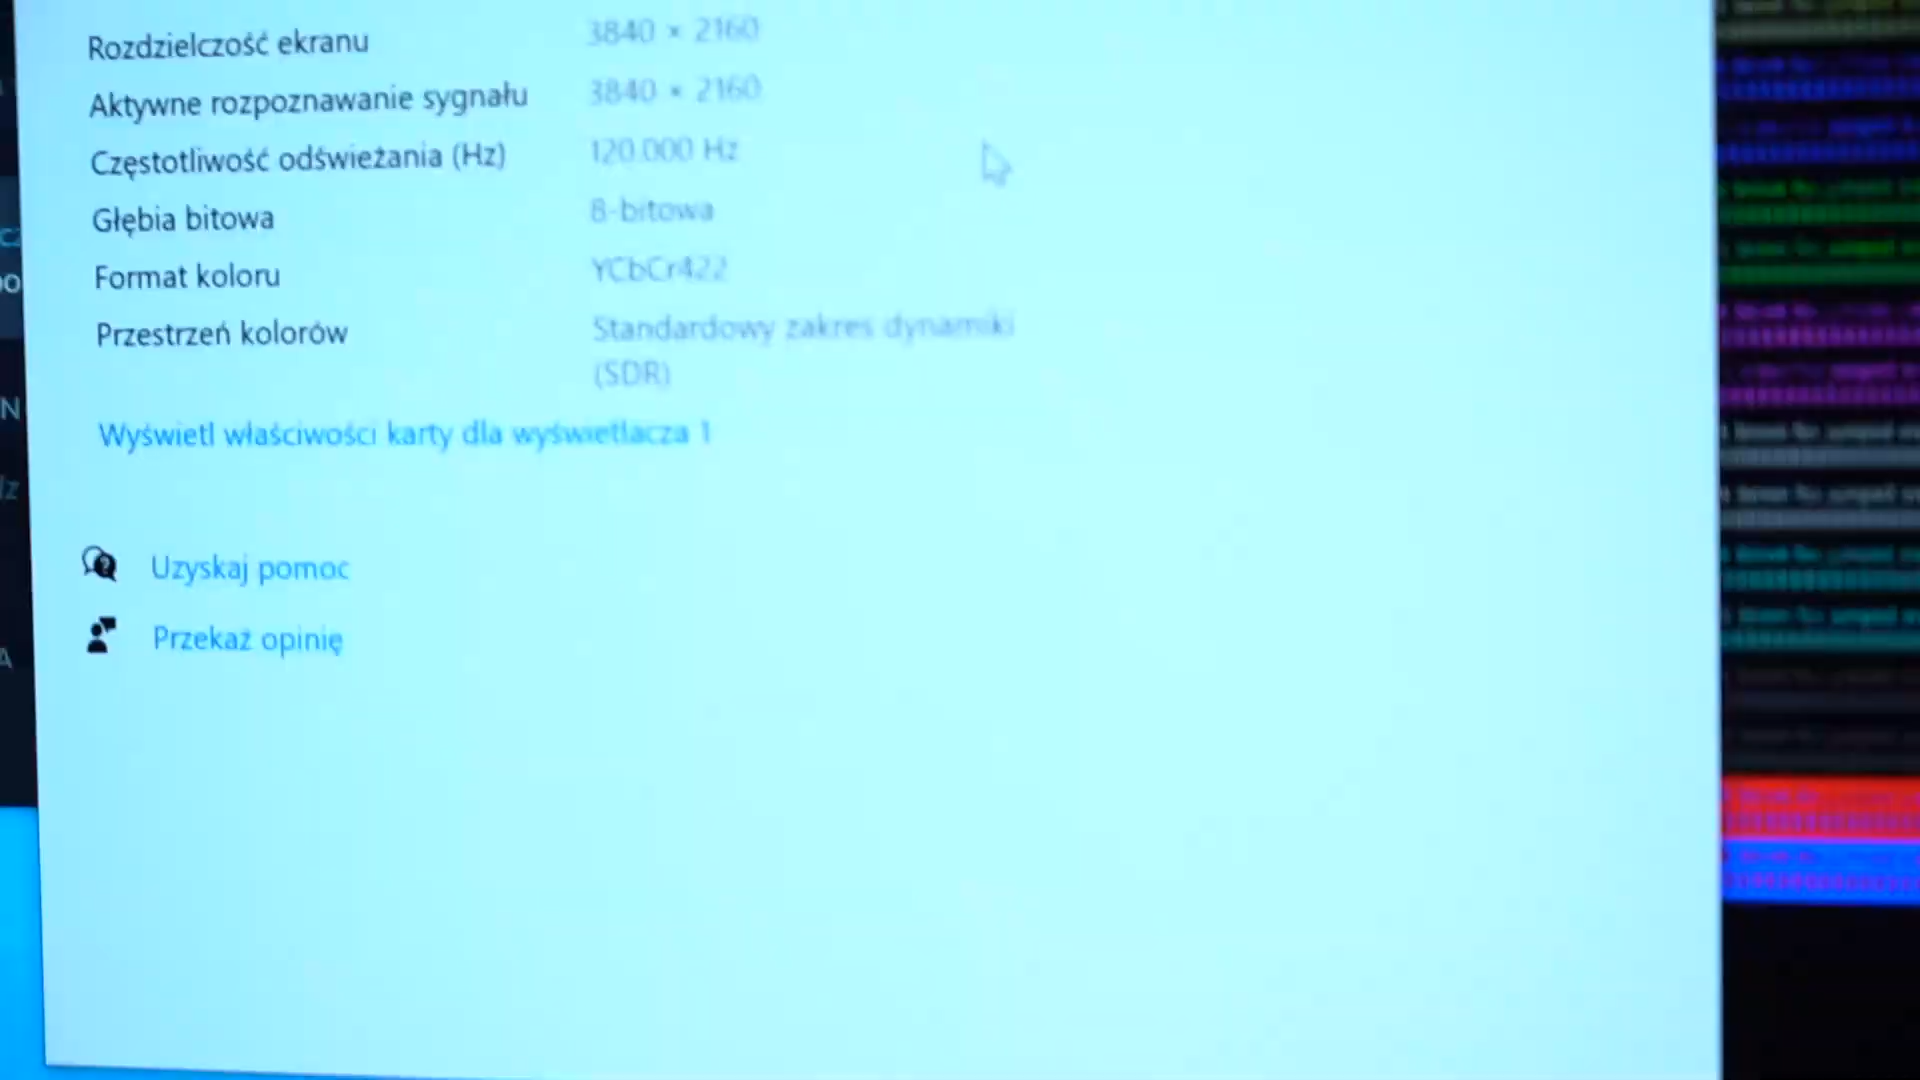 Rozdzielczość ekranu 3840 × 2160
Aktywne rozpoznawanie sygnału 3840 × 2160
Częstotliwość odświeżania (Hz) 120.000 Hz
Głębia bitowa 8-bitowa
Format koloru YCbCr422
Przestrzeń kolorów Standardowy zakres dynamiki
(SDR)
Wyświetl właściwości karty dla wyświetlacza 1
Uzyskaj pomoc
Przekaż opinię